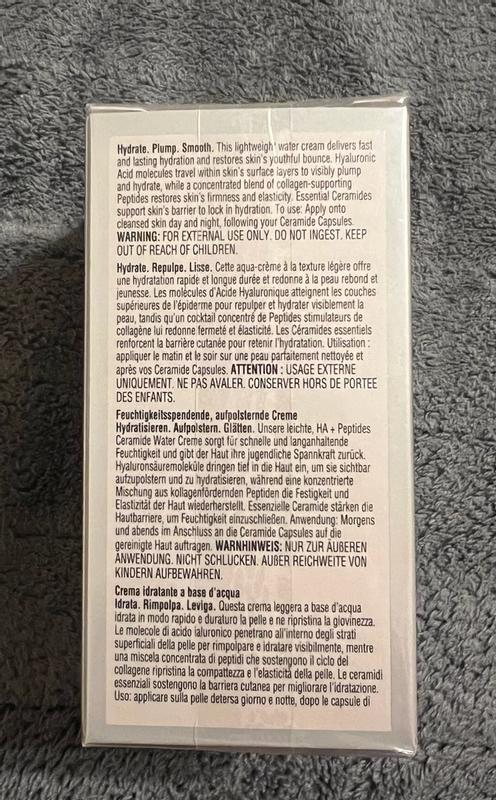 Hydrate. Plump. Smooth. This lightweight water cream delivers fast
and lasting hydration and restores skin's youthful bounce. Hyaluronic
Acid molecules travel within skin's surface layers to visibly plump
and hydrate, while a concentrated blend of collagen-supporting
Peptides restores skin's firmness and elasticity. Essential Ceramides
support skin's barrier to lock in hydration. To use: Apply onto
cleansed skin day and night, following your Ceramide Capsules.
WARNING: FOR EXTERNAL USE ONLY. DO NOT INGEST. KEEP
OUT OF REACH OF CHILDREN.
Hydrate. Repulpe. Lisse. Cette aqua-crème à la texture légère offre
une hydratation rapide et longue durée et redonne à la peau rebond et
jeunesse. Les molécules d'Acide Hyaluronique atteignent les couches
supérieures de l'épiderme pour repulper et hydrater visiblement la
peau, tandis qu'un cocktail concentré de Peptides stimulateurs de
collagène lui redonne fermeté et élasticité. Les Céramides essentiels
renforcent la barrière cutanée pour retenir l'hydratation. Utilisation :
appliquer le matin et le soir sur une peau parfaitement nettoyée et
après vos Ceramide Capsules. ATTENTION : USAGE EXTERNE
UNIQUEMENT. NE PAS AVALER. CONSERVER HORS DE PORTEE
DES ENFANTS.
Feuchtigkeitsspendende, aufpolsternde Creme
Hydratisieren. Aufpolstern. Glätten. Unsere leichte, HA + Peptides
Ceramide Water Creme sorgt für schnelle und langanhaltende
Feuchtigkeit und gibt der Haut ihre jugendliche Spannkraft zurück.
Hyaluronsäuremoleküle dringen tief in die Haut ein, um sie sichtbar
aufzupolstern und zu hydratisieren, während eine konzentrierte
Mischung aus kollagenfördernden Peptiden die Festigkeit und
Elastizität der Haut wiederherstellt. Essenzielle Ceramide stärken die
Hautbarriere, um Feuchtigkeit einzuschließen. Anwendung: Morgens
und abends im Anschluss an die Ceramide Capsules auf die
gereinigte Haut auftragen. WARNHINWEIS: NUR ZUR ÄUßEREN
ANWENDUNG. NICHT SCHLUCKEN. AUßER REICHWEITE VON
KINDERN AUFBEWAHREN.
Crema idratante a base d'acqua
Idrata. Rimpolpa. Leviga. Questa crema leggera a base d'acqua
idrata in modo rapido e duraturo la pelle e ne ripristina la giovinezza.
Le molecole di acido ialuronico penetrano all'interno degli strati
superficiali della pelle per rimpolpare e idratare visibilmente, mentre
una miscela concentrata di peptidi che sostengono il ciclo del
collagene ripristina la compattezza e l'elasticità della pelle. Le ceramidi
essenziali sostengono la barriera cutanea per migliorare l'idratazione.
Uso: applicare sulla pelle detersa giorno e notte, dopo le capsule di